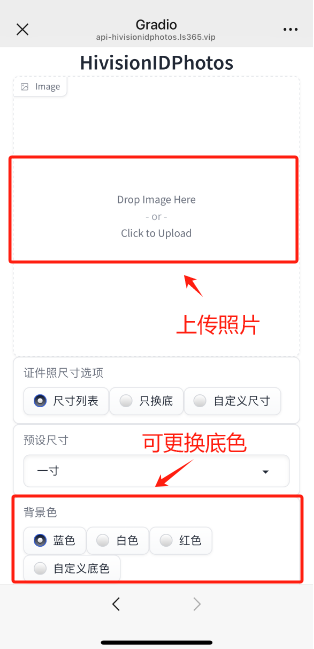 Gradio
api-hivisionidphotos.ls365.vip
HivisionIDPhotos
Image
Drop Image Here
- or -
Click to Upload
上传照片
证件照尺寸选项
尺寸列表
只换底
自定义尺寸
预设尺寸
可更换底色
一寸
背景色
蓝色
白色
红色
自定义底色